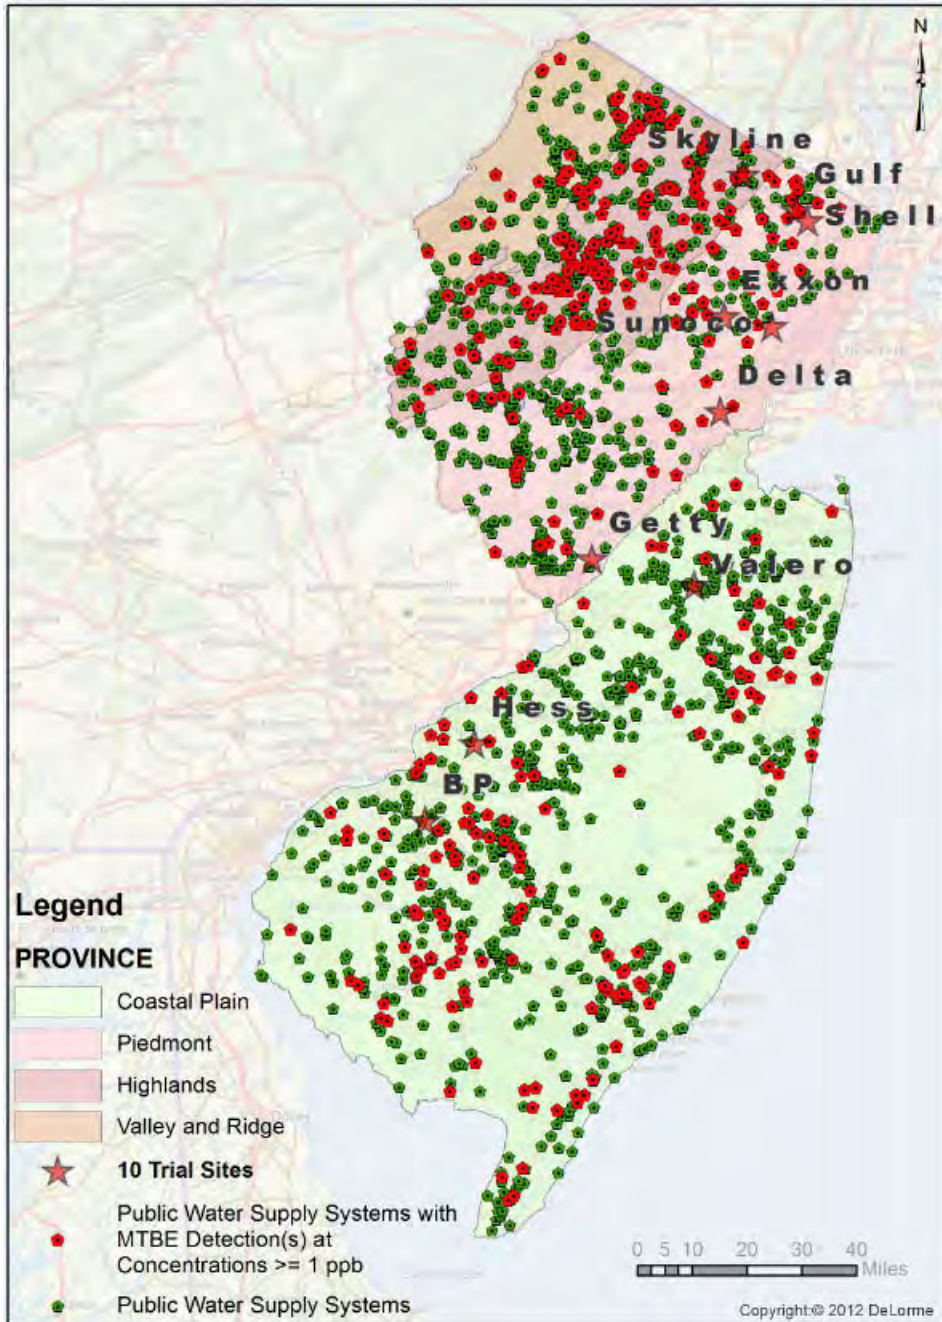 N
Skyline
Gulf
Shell
Exxon
Sunoco
Delta
Getty
Valero
Hess
BP
Legend
PROVINCE
Coastal Plain
Piedmont
Highlands
Valley and Ridge
10 Trial Sites
Public Water Supply Systems with
MTBE Detection(s) at
Concentrations >= 1 ppb
Public Water Supply Systems
0 5 10 20 30 40
Miles
Copyright:© 2012 DeLorme